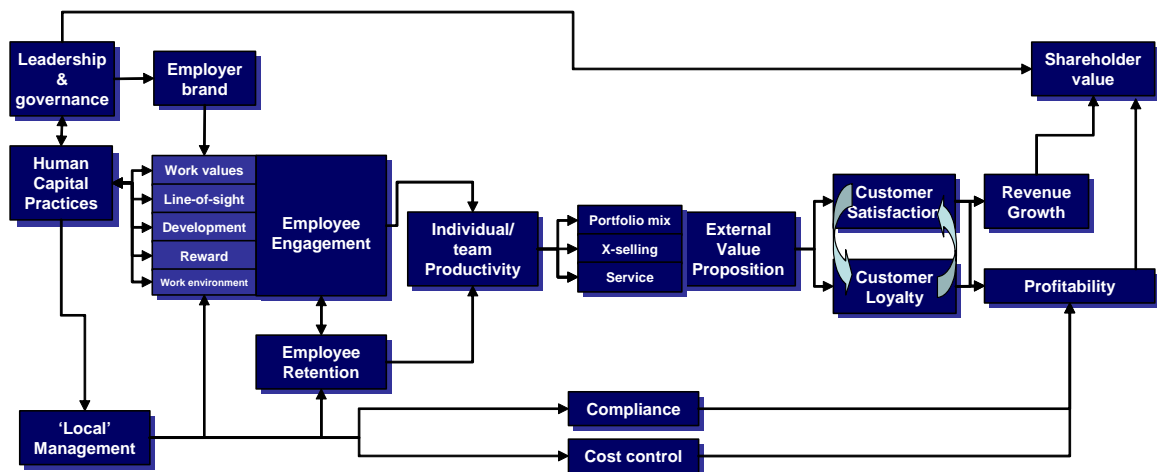 Leadership
&
governance
Employer
brand
Shareholder
value
Human
Capital
Practices
Work values
Line-of-sight
Development
Reward
Work environment
Employee
Engagement
Individual/
team
Productivity
Portfolio mix
X-selling
Service
External
Value
Proposition
Customer
Satisfaction
Customer
Loyalty
Revenue
Growth
Profitability
Employee
Retention
‘Local’
Management
Compliance
Cost control